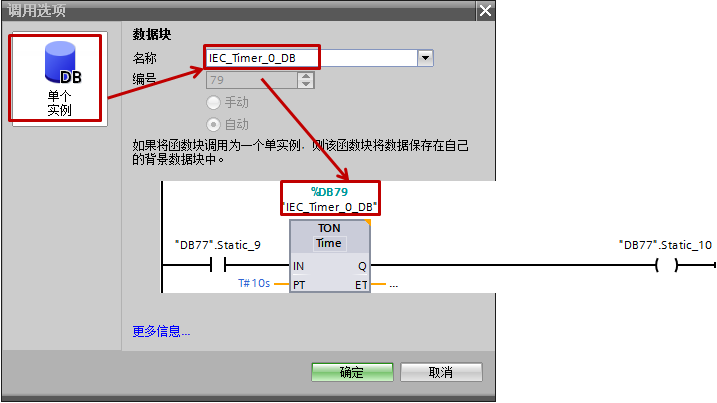 调用选项
DB
单个
实例
数据块
名称
IEC_Timer_0_DB
编号
79
手动
自动
如果将函数块调用为一个单实例，则该函数块将数据保存在自己
的背景数据块中。
%DB79
"IEC_Timer_0_DB"
TON
Time
"DB77".Static_9
"DB77".Static_10
IN
Q
T#10s
PT
ET
...
更多信息...
确定
取消